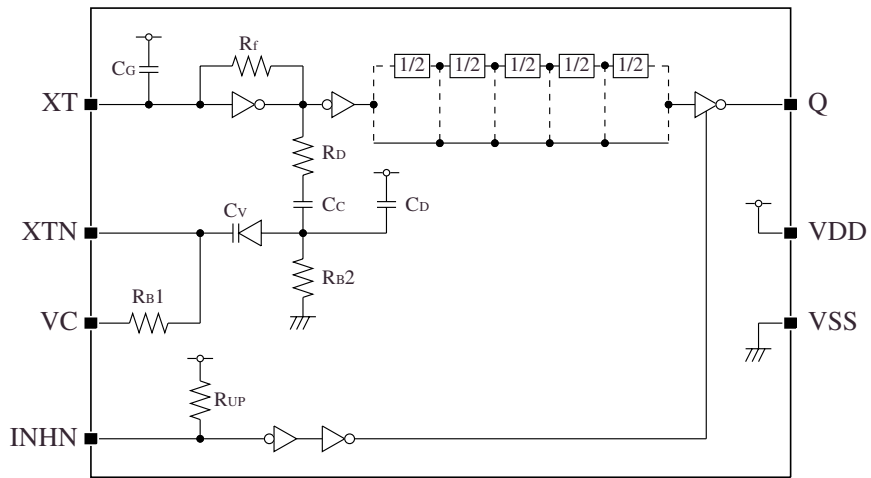 Rf
CG
1/2 1/2 1/2 1/2 1/2
XT
Q
RD
CV
CC
CD
XTN
VDD
RB2
RB1
VC
VSS
RUP
INHN